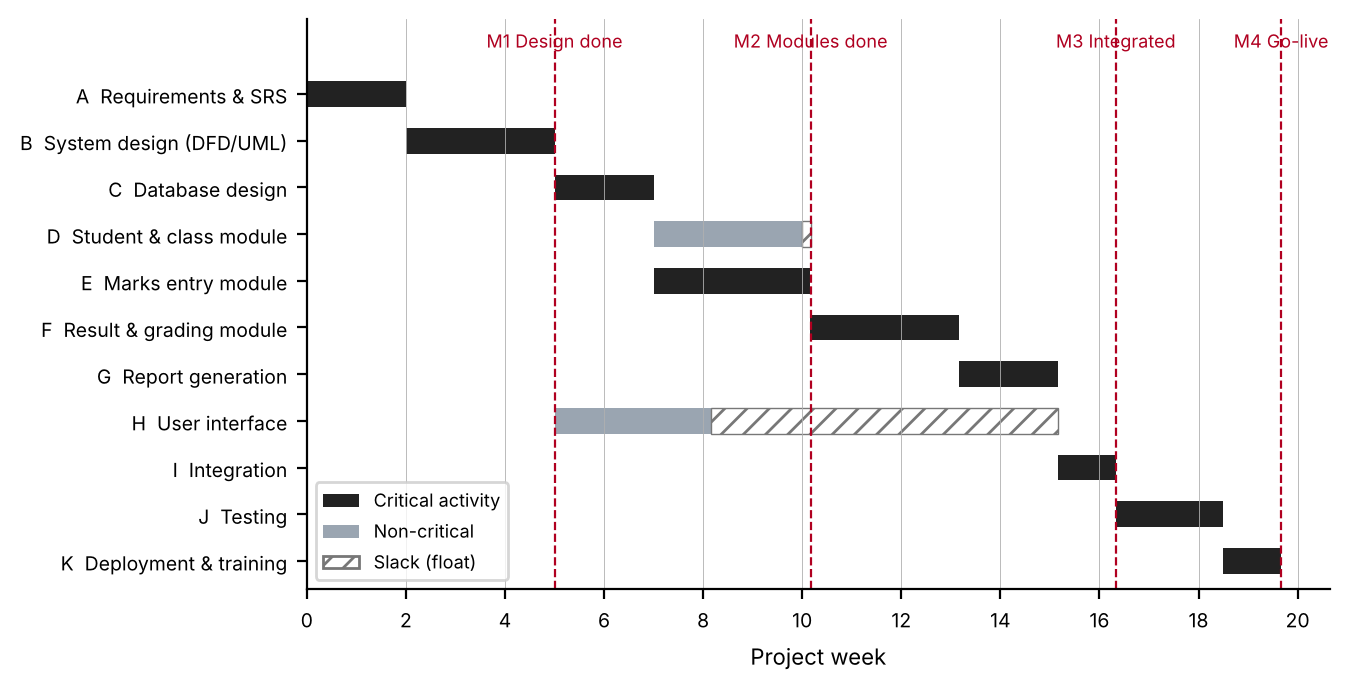 M1 Design done
M2 Modules done
M3 Integrated
M4 Go-live
A Requirements & SRS
B System design (DFD/UML)
C Database design
D Student & class module
E Marks entry module
F Result & grading module
G Report generation
H User interface
I Integration
J Testing
K Deployment & training
Critical activity
Non-critical
Slack (float)
0 2 4 6 8 10 12 14 16 18 20
Project week